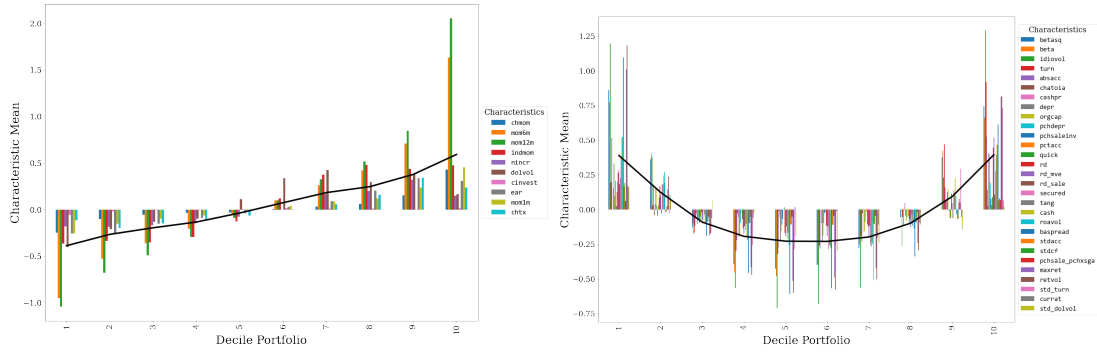 Characteristic Mean
2.0
1.5
1.0
0.5
0.0
−0.5
−1.0
1 2 3 4 5 6 7 8 9 10
Decile Portfolio
Characteristics
chmom
mom6m
mom12m
indmom
nincr
dolvol
cinvest
ear
mom1m
chtx
Characteristic Mean
1.25
1.00
0.75
0.50
0.25
0.00
−0.25
−0.50
−0.75
1 2 3 4 5 6 7 8 9 10
Decile Portfolio
Characteristics
betasq
beta
idiovol
turn
absacc
chatoia
cashpr
depr
orgcap
pchdepr
pchsaleinv
pctacc
quick
rd
rd_mve
rd_sale
secured
tang
cash
roavol
baspread
stdacc
stdcf
pchsale_pchxsga
maxret
retvol
std_turn
currat
std_dolvol